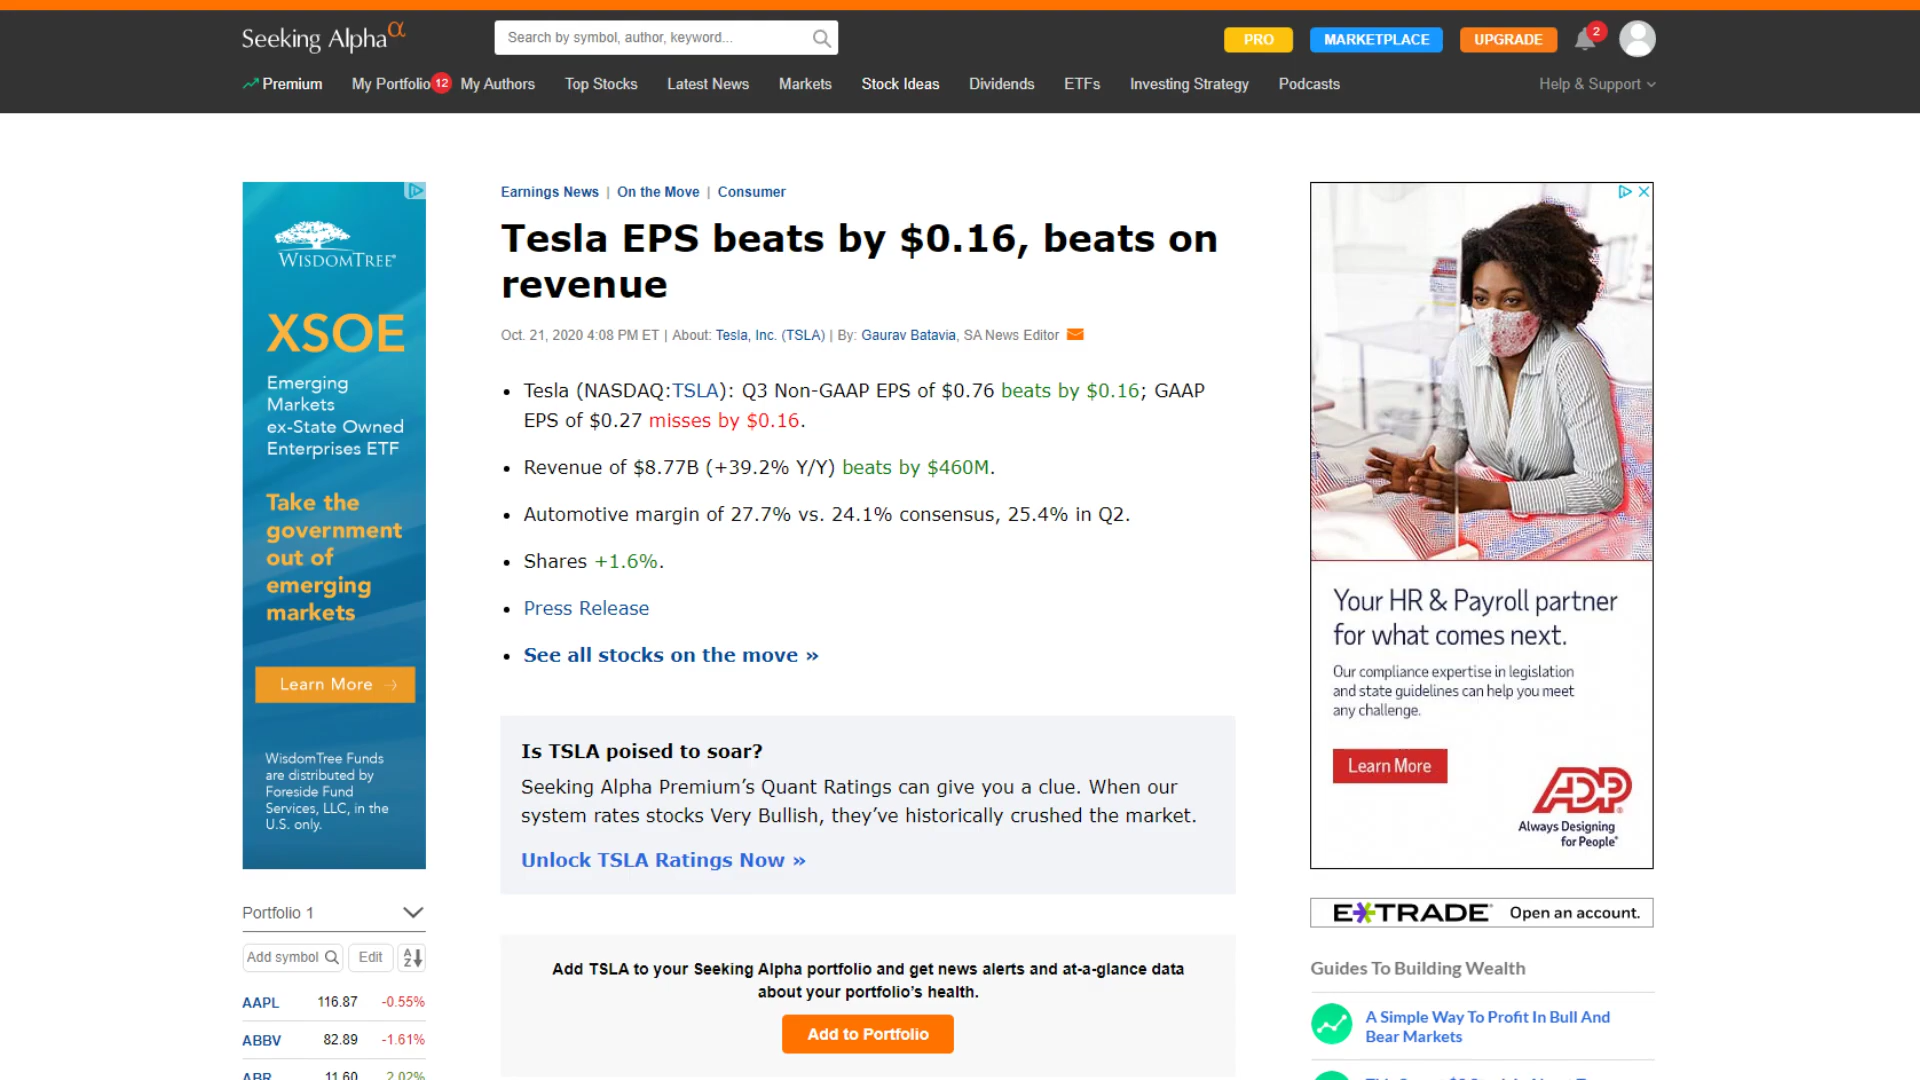 Seeking Alpha α
Search by symbol, author, keyword...
PRO
MARKETPLACE
UPGRADE
2
Premium
My Portfolio 12
My Authors
Top Stocks
Latest News
Markets
Stock Ideas
Dividends
ETFs
Investing Strategy
Podcasts
Help & Support
WISDOMTREE®
XSOE
Emerging
Markets
ex-State Owned
Enterprises ETF
Take the
government
out of
emerging
markets
Learn More →
WisdomTree Funds
are distributed by
Foreside Fund
Services, LLC, in the
U.S. only.
Portfolio 1
Add symbol
Edit
A
Z
AAPL 116.87 -0.55%
ABBV 82.89 -1.61%
ABR 11.60 2.02%
Earnings News | On the Move | Consumer
Tesla EPS beats by $0.16, beats on
revenue
Oct. 21, 2020 4:08 PM ET | About: Tesla, Inc. (TSLA) | By: Gaurav Batavia, SA News Editor
• Tesla (NASDAQ:TSLA): Q3 Non-GAAP EPS of $0.76 beats by $0.16; GAAP
EPS of $0.27 misses by $0.16.
• Revenue of $8.77B (+39.2% Y/Y) beats by $460M.
• Automotive margin of 27.7% vs. 24.1% consensus, 25.4% in Q2.
• Shares +1.6%.
• Press Release
• See all stocks on the move »
Is TSLA poised to soar?
Seeking Alpha Premium’s Quant Ratings can give you a clue. When our
system rates stocks Very Bullish, they’ve historically crushed the market.
Unlock TSLA Ratings Now »
Add TSLA to your Seeking Alpha portfolio and get news alerts and at-a-glance data
about your portfolio’s health.
Add to Portfolio
Your HR & Payroll partner
for what comes next.
Our compliance expertise in legislation
and state guidelines can help you meet
any challenge.
Learn More
ADP®
Always Designing
for People®
E*TRADE® Open an account.
Guides To Building Wealth
A Simple Way To Profit In Bull And
Bear Markets